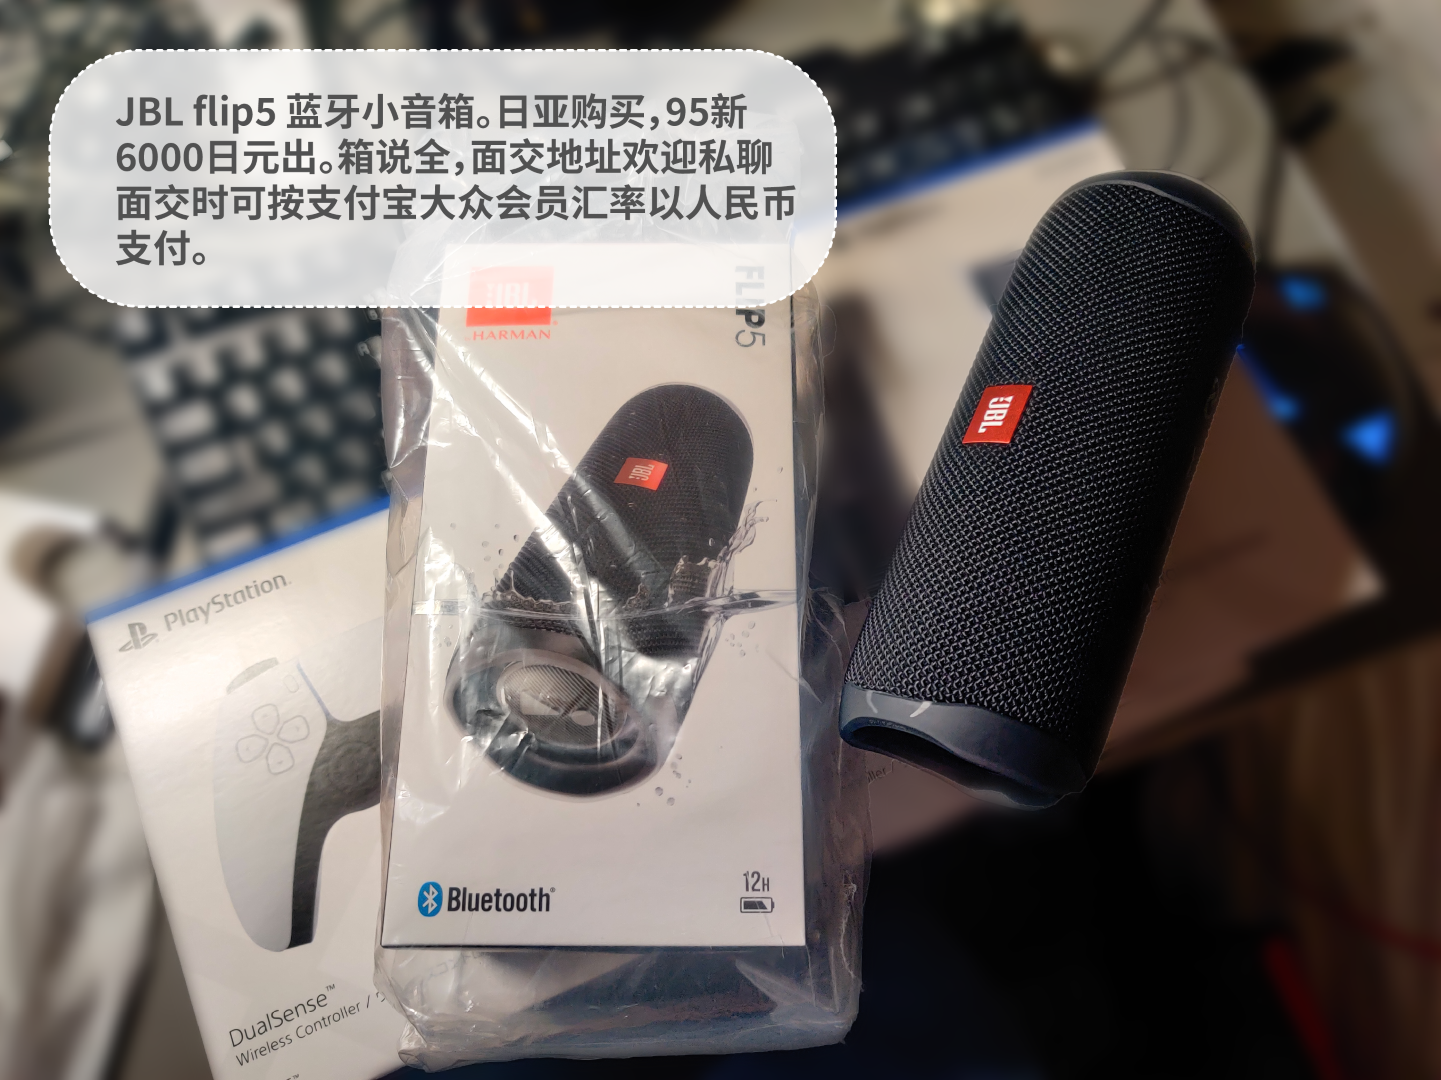 JBL flip5 蓝牙小音箱。日亚购买，95新
6000日元出。箱说全，面交地址欢迎私聊
面交时可按支付宝大众会员汇率以人民币
支付。
JBL
HARMAN
FLIP5
JBL
JBL
PlayStation
Bluetooth
12H
DualSense™
Wireless Controller /